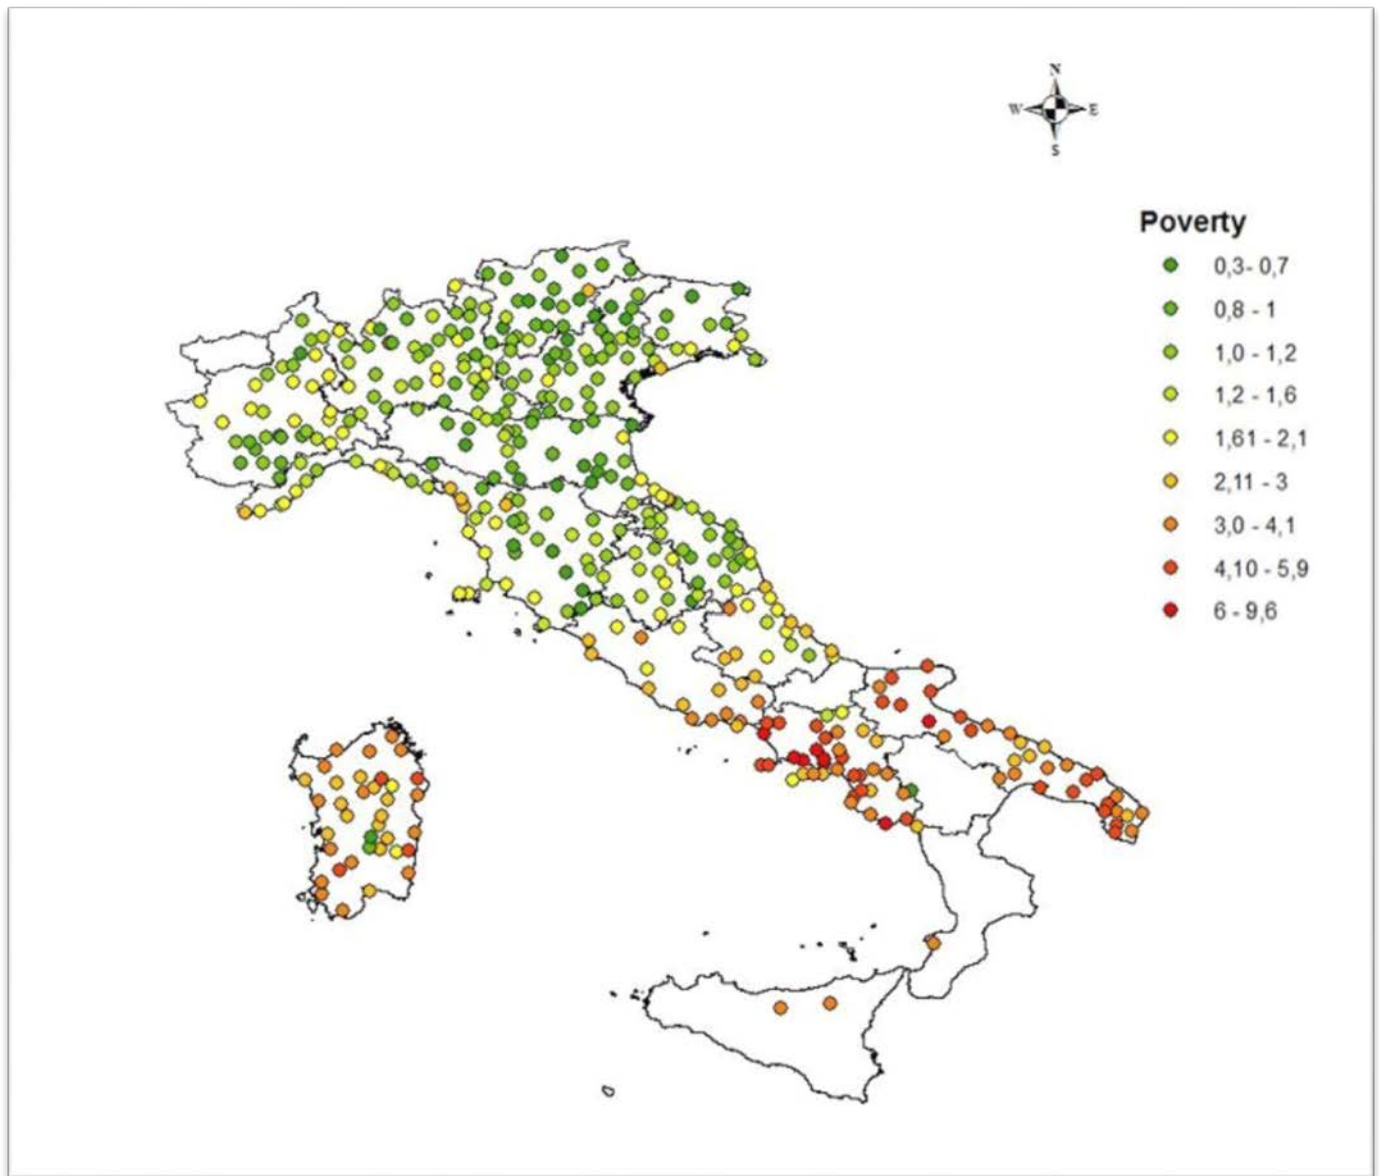 N
W E
S
Poverty
0,3- 0,7
0,8 - 1
1,0 - 1,2
1,2 - 1,6
1,61 - 2,1
2,11 - 3
3,0 - 4,1
4,10 - 5,9
6 - 9,6